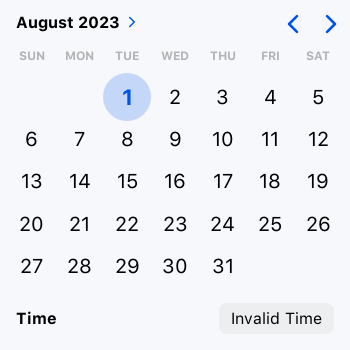 August 2023
SUN MON TUE WED THU FRI SAT
1 2 3 4 5
6 7 8 9 10 11 12
13 14 15 16 17 18 19
20 21 22 23 24 25 26
27 28 29 30 31
Time Invalid Time